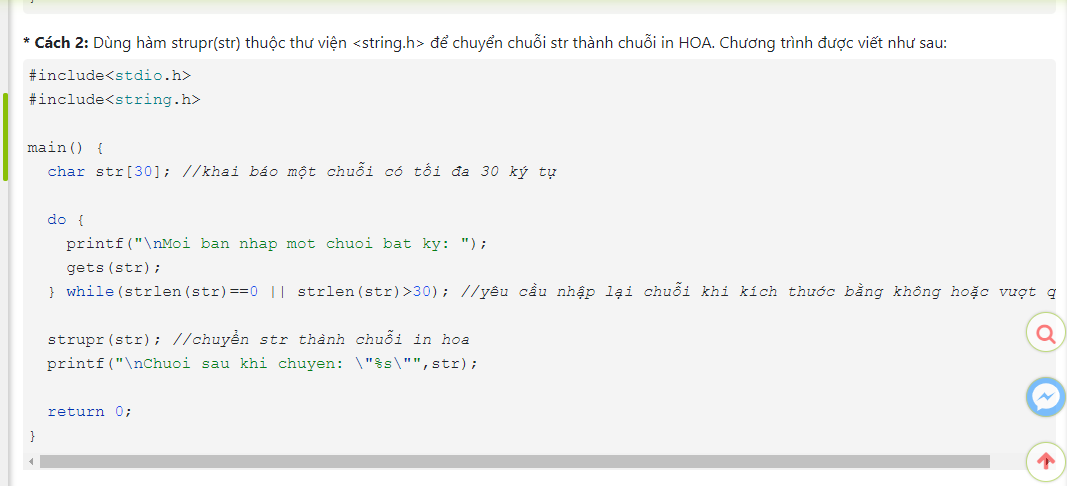 * Cách 2: Dùng hàm strupr(str) thuộc thư viện <string.h> để chuyển chuỗi str thành chuỗi in HOA. Chương trình được viết như sau:
#include<stdio.h>
#include<string.h>
main() {
char str[30]; //khai báo một chuỗi có tối đa 30 ký tự
do {
printf("\nMoi ban nhap mot chuoi bat ky: ");
gets(str);
} while(strlen(str)==0 || strlen(str)>30); //yêu cầu nhập lại chuỗi khi kích thước bằng không hoặc vượt q
strupr(str); //chuyển str thành chuỗi in hoa
printf("\nChuoi sau khi chuyen: \"%s\"",str);
return 0;
}